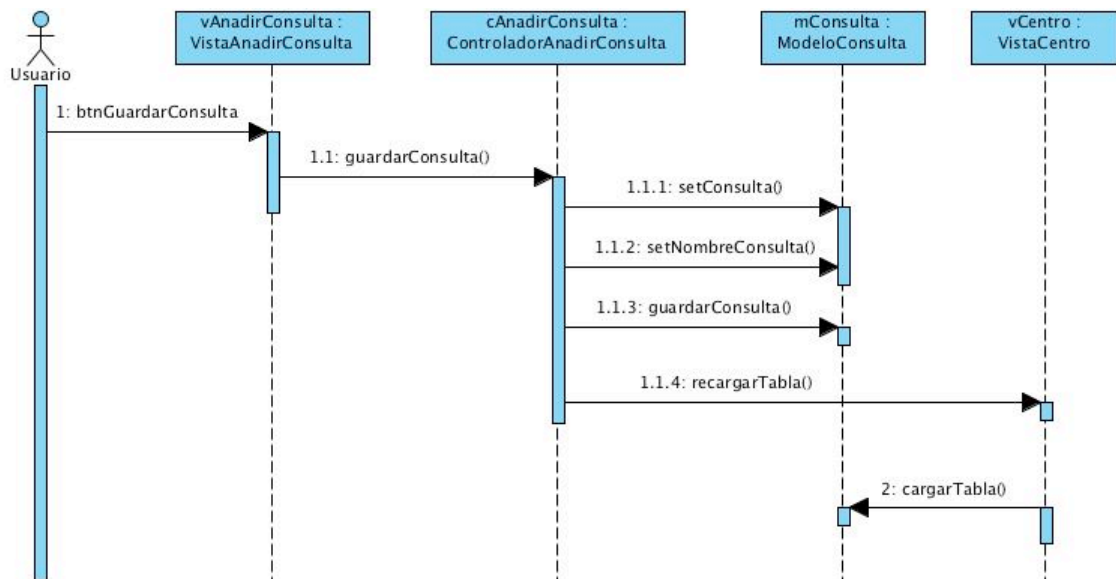 vAnadirConsulta :
VistaAnadirConsulta
cAnadirConsulta :
ControladorAnadirConsulta
mConsulta :
ModeloConsulta
vCentro :
VistaCentro
Usuario
1: btnGuardarConsulta
1.1: guardarConsulta()
1.1.1: setConsulta()
1.1.2: setNombreConsulta()
1.1.3: guardarConsulta()
1.1.4: recargarTabla()
2: cargarTabla()